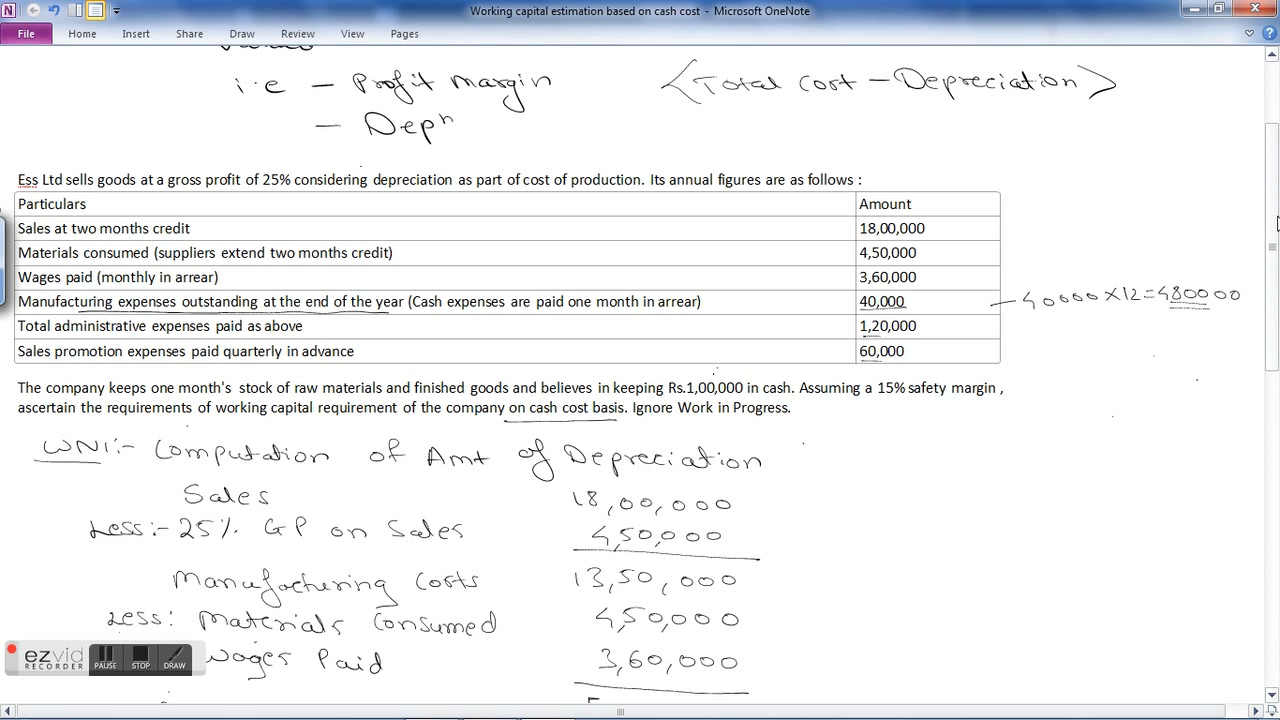 Working capital estimation based on cash cost - Microsoft OneNote
File Home Insert Share Draw Review View Pages
i.e - Profit Margin <Total cost - Depreciation>
- Depⁿ
Ess Ltd sells goods at a gross profit of 25% considering depreciation as part of cost of production. Its annual figures are as follows :
Particulars Amount
Sales at two months credit 18,00,000
Materials consumed (suppliers extend two months credit) 4,50,000
Wages paid (monthly in arrear) 3,60,000
Manufacturing expenses outstanding at the end of the year (Cash expenses are paid one month in arrear) 40,000 - 40000 X 12 = 480000
Total administrative expenses paid as above 1,20,000
Sales promotion expenses paid quarterly in advance 60,000
The company keeps one month's stock of raw materials and finished goods and believes in keeping Rs.1,00,000 in cash. Assuming a 15% safety margin ,
ascertain the requirements of working capital requirement of the company on cash cost basis. Ignore Work in Progress.
WN1:- Computation of Amt of Depreciation
Sales 18,00,000
Less:- 25% GP on Sales 4,50,000
Manufacturing Costs 13,50,000
Less: Materials Consumed 4,50,000
Wages Paid 3,60,000
ezvid
RECORDER
PAUSE STOP DRAW